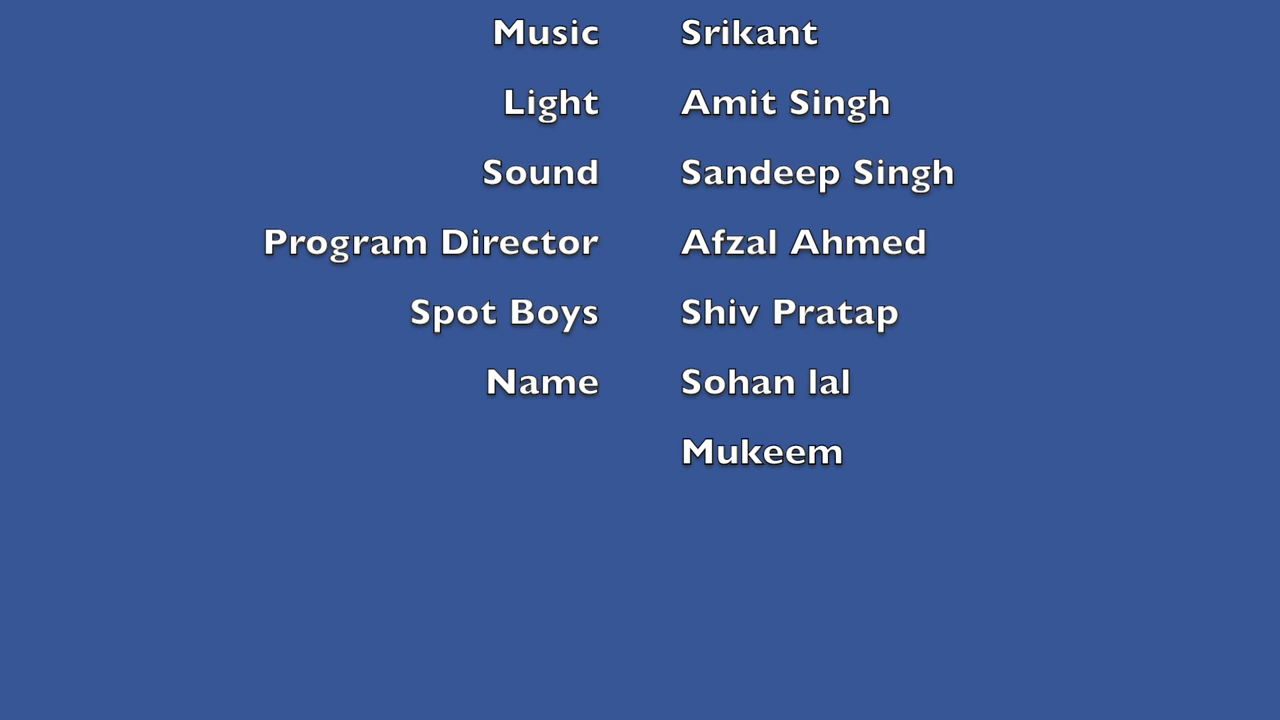 Music Srikant
Light Amit Singh
Sound Sandeep Singh
Program Director Afzal Ahmed
Spot Boys Shiv Pratap
Name Sohan lal
Mukeem